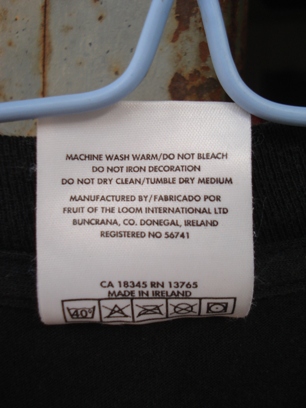 MACHINE WASH WARM/DO NOT BLEACH
DO NOT IRON DECORATION
DO NOT DRY CLEAN/TUMBLE DRY MEDIUM
MANUFACTURED BY/FABRICADO POR
FRUIT OF THE LOOM INTERNATIONAL LTD
BUNCRANA, CO. DONEGAL, IRELAND
REGISTERED NO 56741
CA 18345 RN 13765
MADE IN IRELAND
40°